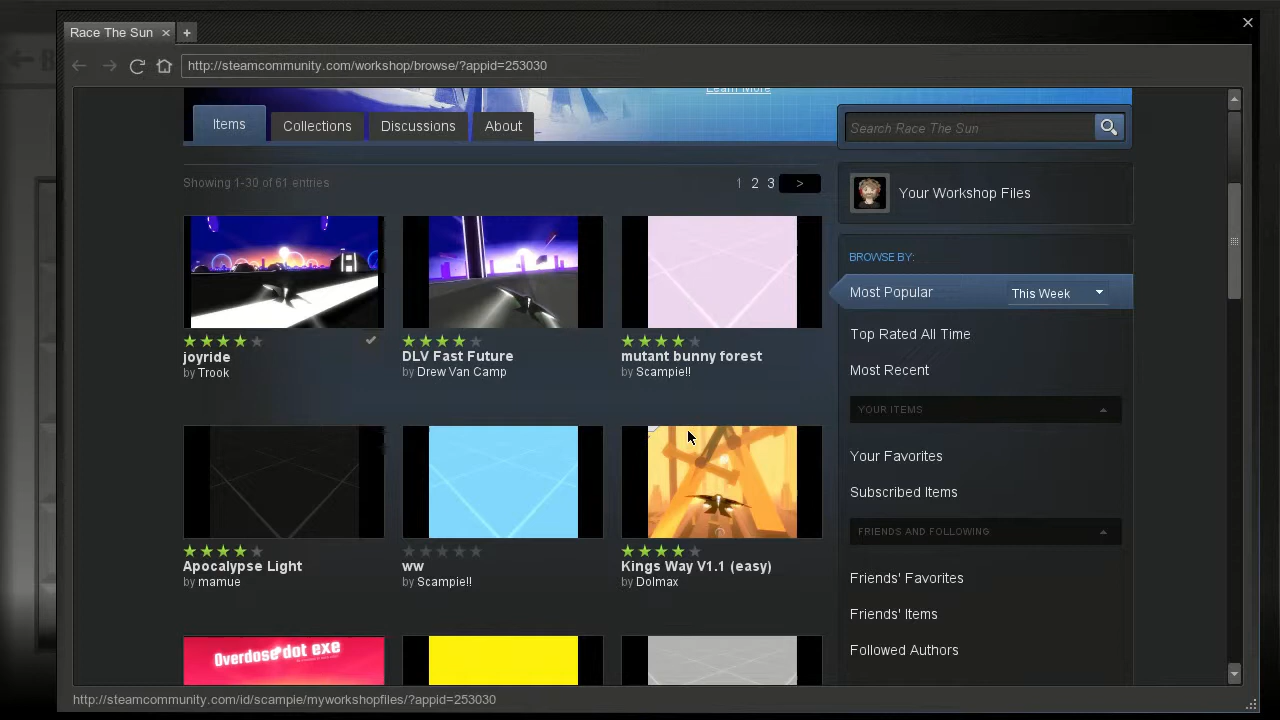 Race The Sun
http://steamcommunity.com/workshop/browse/?appid=253030
Learn More
Items
Collections
Discussions
About
Search Race The Sun
Showing 1-30 of 61 entries
1 2 3 >
Your Workshop Files
BROWSE BY:
Most Popular
This Week
Top Rated All Time
Most Recent
YOUR ITEMS
Your Favorites
Subscribed Items
FRIENDS AND FOLLOWING
Friends' Favorites
Friends' Items
Followed Authors
joyride
by Trook
DLV Fast Future
by Drew Van Camp
mutant bunny forest
by Scampie!!
Apocalypse Light
by mamue
ww
by Scampie!!
Kings Way V1.1 (easy)
by Dolmax
Overdose dot exe
http://steamcommunity.com/id/scampie/myworkshopfiles/?appid=253030